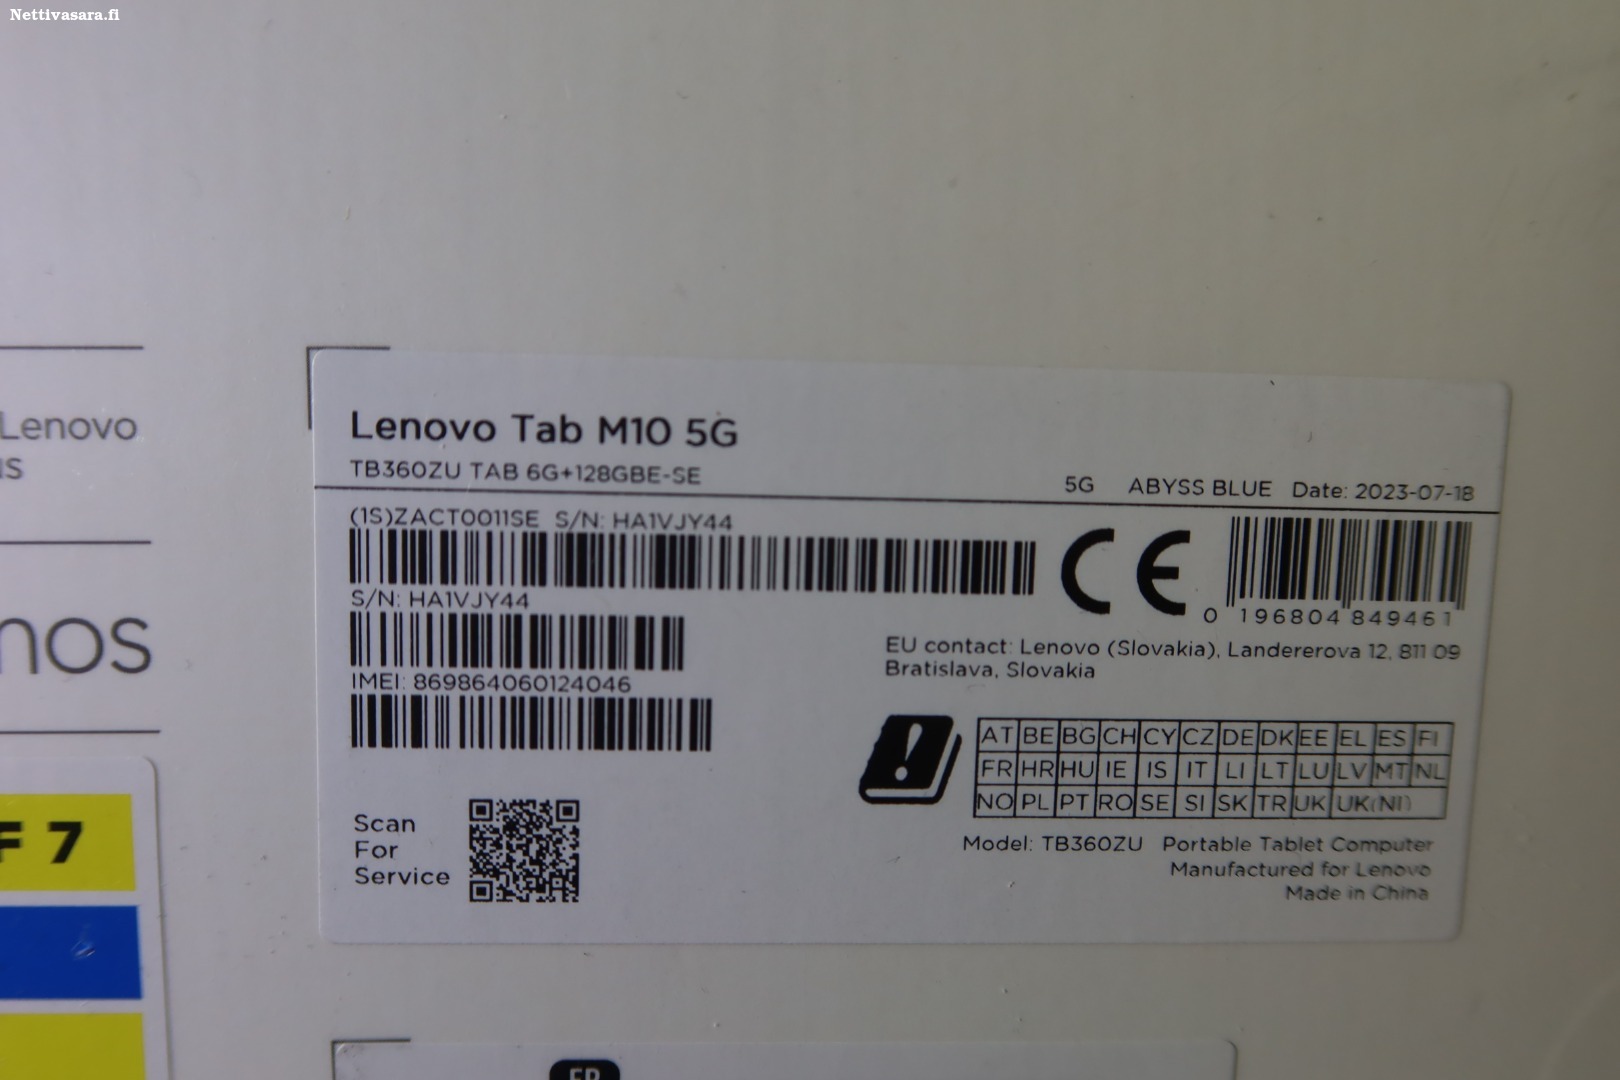 Nettivasara.fi
Lenovo
nos
F 7
Lenovo Tab M10 5G
TB360ZU TAB 6G+128GBE-SE
5G ABYSS BLUE Date: 2023-07-18
(1S)ZACT0011SE S/N: HA1VJY44
S/N: HA1VJY44
IMEI: 869864060124046
CE
0 196804 849461
EU contact: Lenovo (Slovakia), Landererova 12, 811 09
Bratislava, Slovakia
AT BE BG CH CY CZ DE DK EE EL ES FI
FR HR HU IE IS IT LI LT LU LV MT NL
NO PL PT RO SE SI SK TR UK UK(NI)
Scan
For
Service
Model: TB360ZU Portable Tablet Computer
Manufactured for Lenovo
Made in China